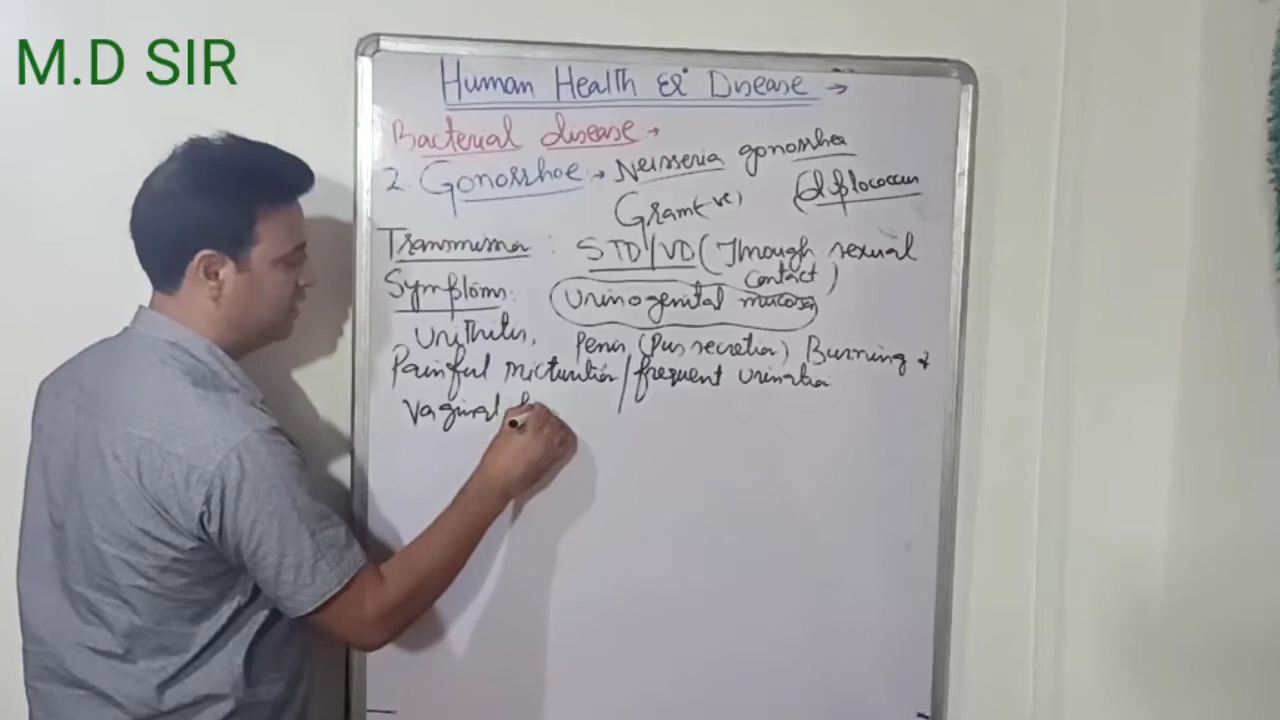 M.D SIR
Human Health & Disease →
Bacterial disease →
2. Gonorrhoe → Neisseria gonorrhea
Gram(-ve) (diplococcus
Transmission : STD/VD (Through sexual
contact)
Symptoms: Urinogenital mucosa
Urithits, Penis (Pus secretion) Burning &
Painful micturition/frequent urination
Vaginal